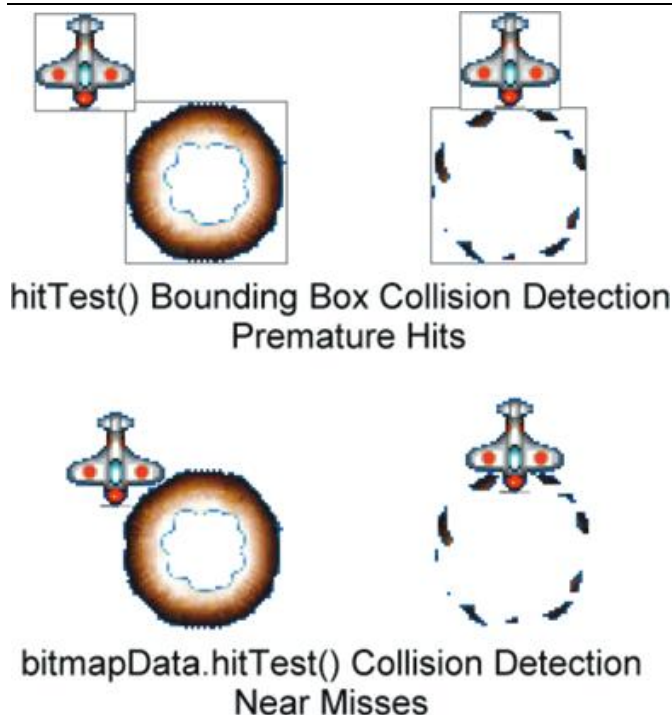 hitTest() Bounding Box Collision Detection
Premature Hits
bitmapData.hitTest() Collision Detection
Near Misses